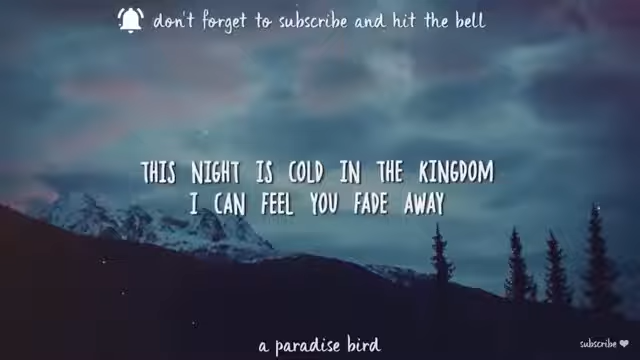 don't forget to subscribe and hit the bell
THIS NIGHT IS COLD IN THE KINGDOM
I CAN FEEL YOU FADE AWAY
a paradise bird
subscribe